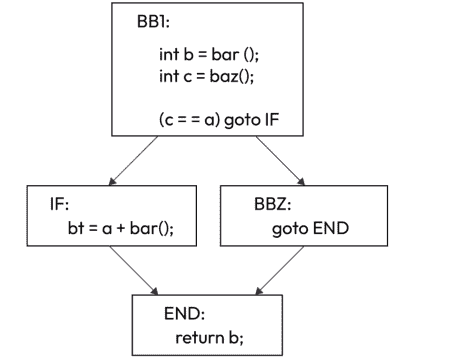 BB1:
int b = bar ();
int c = baz();
(c = = a) goto IF
IF:
bt = a + bar();
BBZ:
goto END
END:
return b;